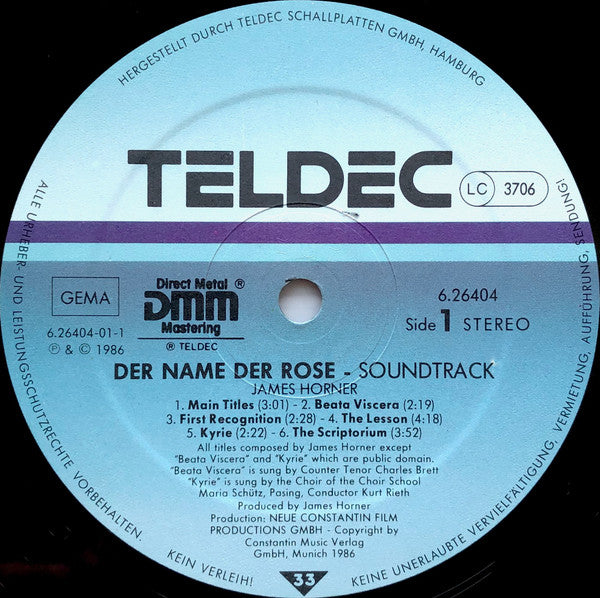 HERGESTELLT DURCH TELDEC SCHALLPLATTEN GMBH, HAMBURG
TELDEC
LC 3706
GEMA
6.26404-01-1
℗ & © 1986
Direct Metal ®
DMM
Mastering
® TELDEC
6.26404
Side 1 STEREO
DER NAME DER ROSE - SOUNDTRACK
JAMES HORNER
1. Main Titles (3:01) - 2. Beata Viscera (2:19)
3. First Recognition (2:28) - 4. The Lesson (4:18)
5. Kyrie (2:22) - 6. The Scriptorium (3:52)
All titles composed by James Horner except
"Beata Viscera" and "Kyrie" which are public domain.
"Beata Viscera" is sung by Counter Tenor Charles Brett
"Kyrie" is sung by the Choir of the Choir School
Maria Schütz, Pasing, Conductor Kurt Rieth
Produced by James Horner
Production: NEUE CONSTANTIN FILM
PRODUCTIONS GMBH - Copyright by
Constantin Music Verlag
GmbH, Munich 1986
33
ALLE URHEBER- UND LEISTUNGSSCHUTZRECHTE VORBEHALTEN.
KEIN VERLEIH!
KEINE UNERLAUBTE VERVIELFÄLTIGUNG, VERMIETUNG, AUFFÜHRUNG, SENDUNG!